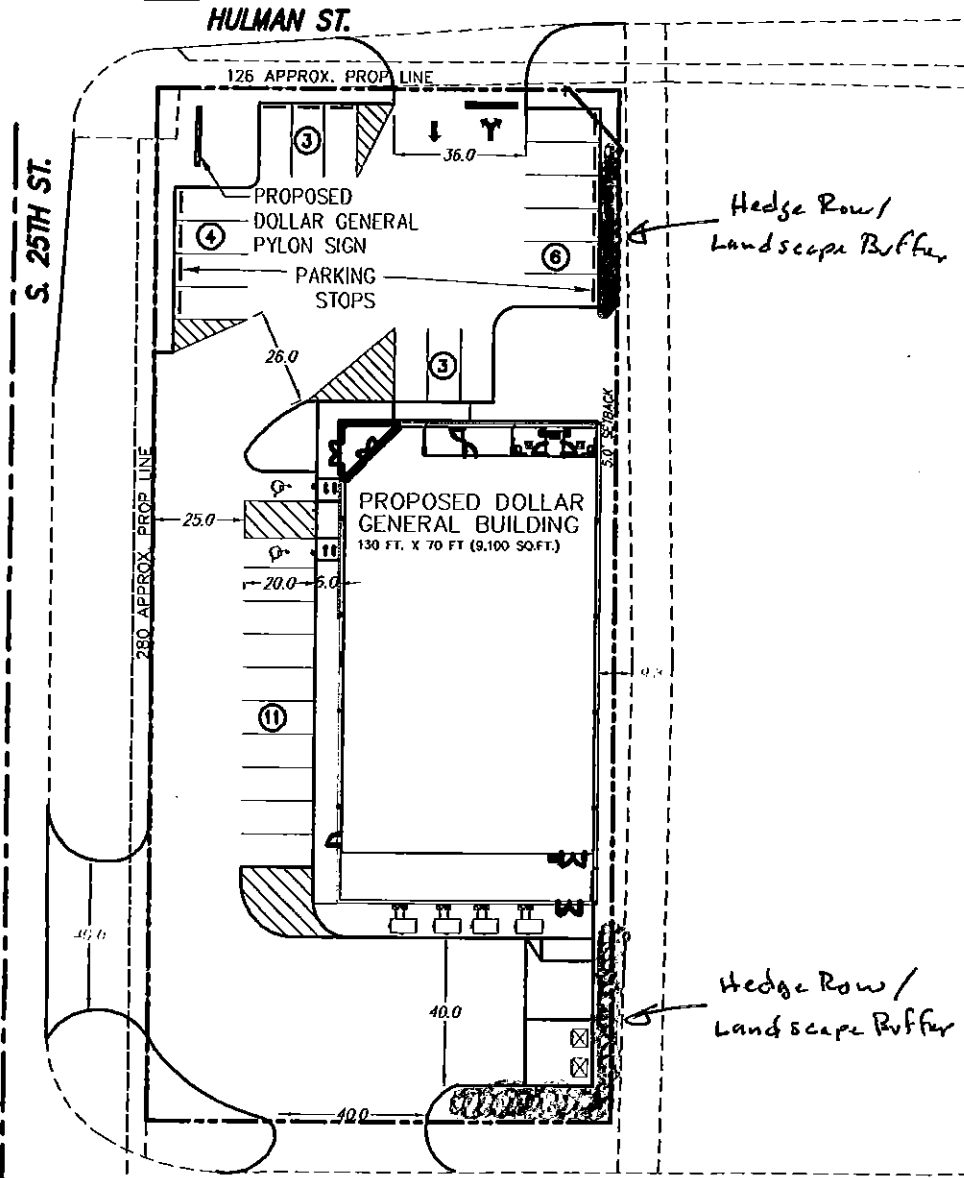 HULMAN ST.
126 APPROX. PROP LINE
S. 25TH ST.
3
36.0
PROPOSED
DOLLAR GENERAL
PYLON SIGN
4
6
PARKING
STOPS
Hedge Row/
Landscape Buffer
26.0
3
5.0' SETBACK
280 APPROX. PROP LINE
25.0
PROPOSED DOLLAR
GENERAL BUILDING
130 FT. X 70 FT (9,100 SQ.FT.)
20.0
6.0
11
40.0
Hedge Row/
Landscape Buffer
40.0